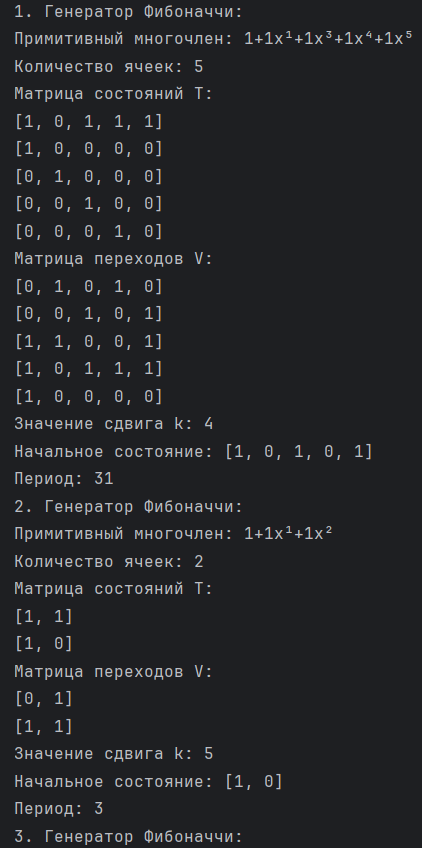 1. Генератор Фибоначчи:
Примитивный многочлен: 1+1x¹+1x³+1x⁴+1x⁵
Количество ячеек: 5
Матрица состояний T:
[1, 0, 1, 1, 1]
[1, 0, 0, 0, 0]
[0, 1, 0, 0, 0]
[0, 0, 1, 0, 0]
[0, 0, 0, 1, 0]
Матрица переходов V:
[0, 1, 0, 1, 0]
[0, 0, 1, 0, 1]
[1, 1, 0, 0, 1]
[1, 0, 1, 1, 1]
[1, 0, 0, 0, 0]
Значение сдвига k: 4
Начальное состояние: [1, 0, 1, 0, 1]
Период: 31
2. Генератор Фибоначчи:
Примитивный многочлен: 1+1x¹+1x²
Количество ячеек: 2
Матрица состояний T:
[1, 1]
[1, 0]
Матрица переходов V:
[0, 1]
[1, 1]
Значение сдвига k: 5
Начальное состояние: [1, 0]
Период: 3
3. Генератор Фибоначчи: